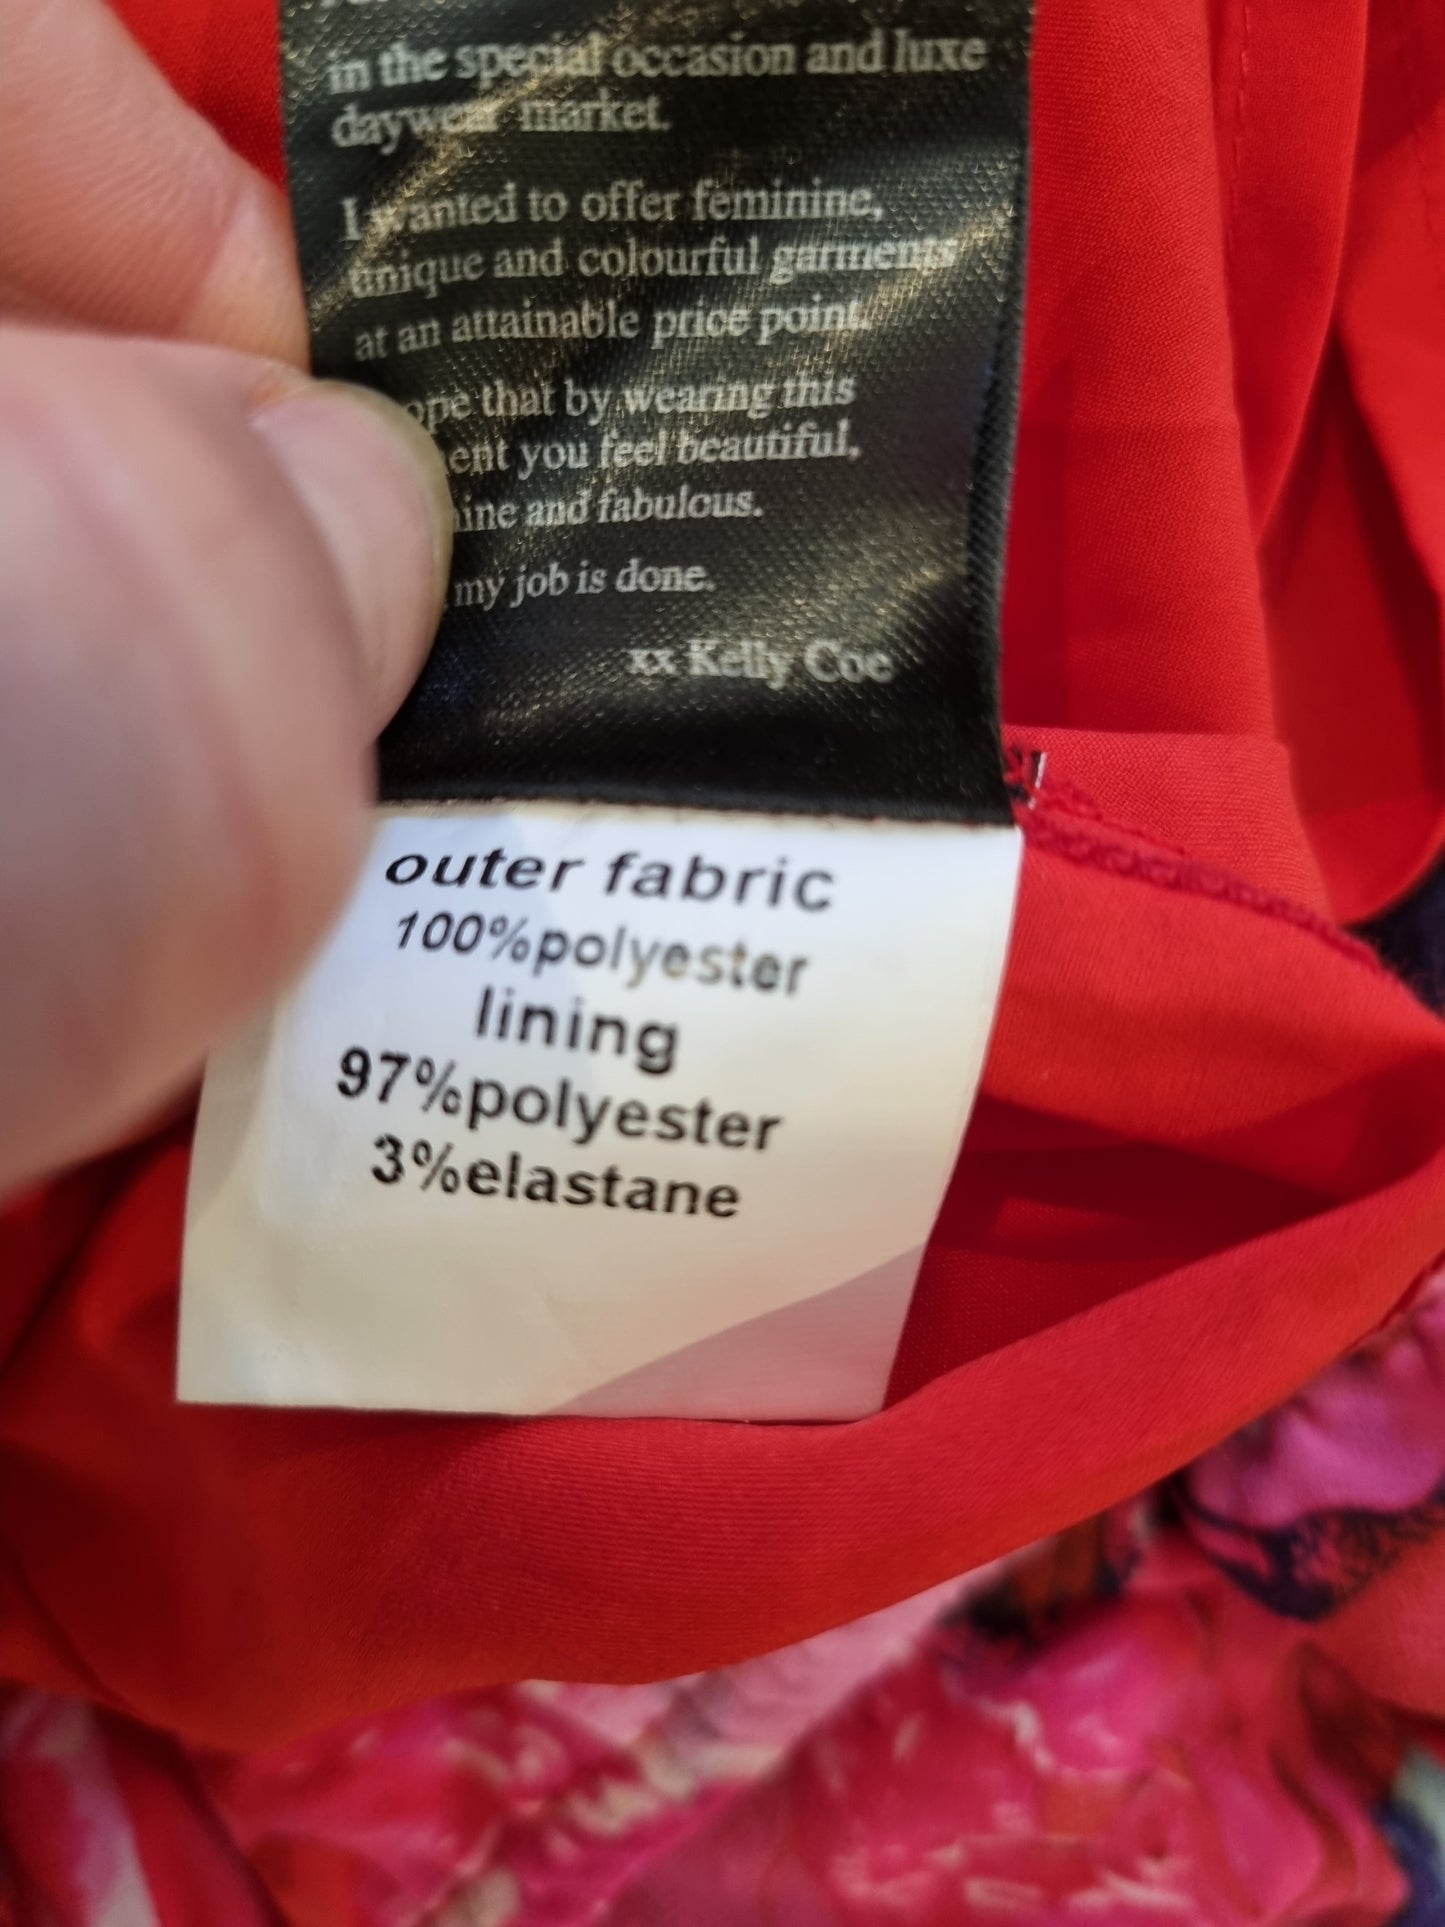 in the special occasion and luxe
daywear market.
I wanted to offer feminine,
unique and colourful garments
at an attainable price point.
that by wearing this
you feel beautiful,
and fabulous.
my job is done.
xx Kelly Coe
outer fabric
100%polyester
lining
97%polyester
3%elastane